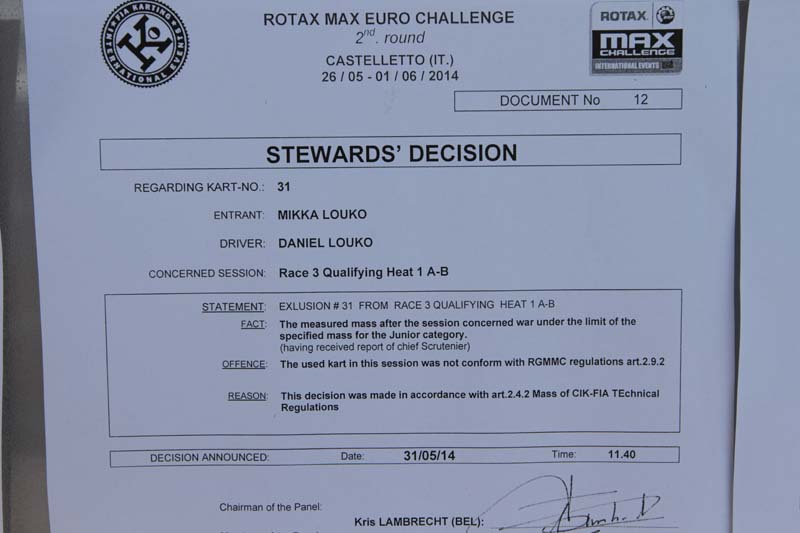 FIA KARTING
INTERNATIONAL
ROTAX MAX EURO CHALLENGE
2nd. round
CASTELLETTO (IT.)
26 / 05 - 01 / 06 / 2014
ROTAX
MAX
CHALLENGE
INTERNATIONAL EVENTS
DOCUMENT No 12
STEWARDS' DECISION
REGARDING KART-NO.: 31
ENTRANT: MIKKA LOUKO
DRIVER: DANIEL LOUKO
CONCERNED SESSION: Race 3 Qualifying Heat 1 A-B
STATEMENT: EXLUSION # 31 FROM RACE 3 QUALIFYING HEAT 1 A-B
FACT: The measured mass after the session concerned war under the limit of the
specified mass for the Junior category.
(having received report of chief Scrutenier)
OFFENCE: The used kart in this session was not conform with RGMMC regulations art.2.9.2
REASON: This decision was made in accordance with art.2.4.2 Mass of CIK-FIA TEchnical
Regulations
DECISION ANNOUNCED: Date: 31/05/14 Time: 11.40
Chairman of the Panel:
Kris LAMBRECHT (BEL):